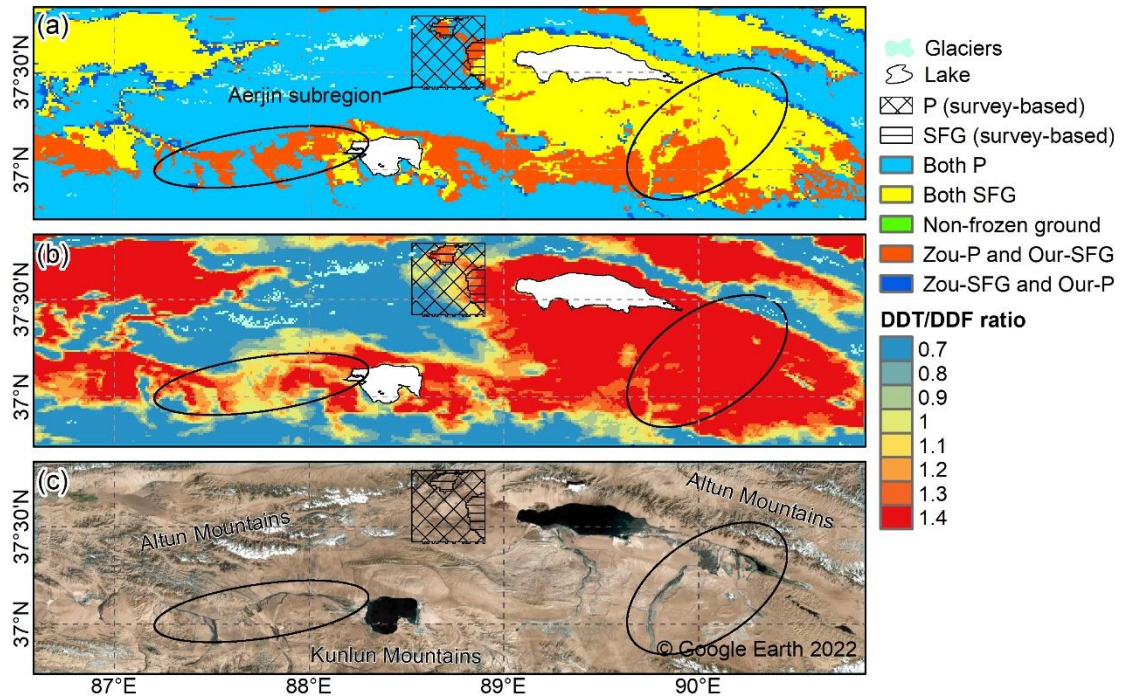 (a)
37°30'N
37°N
Aerjin subregion
(b)
37°30'N
37°N
(c)
37°30'N
37°N
Altun Mountains
Altun Mountains
Kunlun Mountains
© Google Earth 2022
87°E
88°E
89°E
90°E
Glaciers
Lake
P (survey-based)
SFG (survey-based)
Both P
Both SFG
Non-frozen ground
Zou-P and Our-SFG
Zou-SFG and Our-P
DDT/DDF ratio
0.7
0.8
0.9
1
1.1
1.2
1.3
1.4